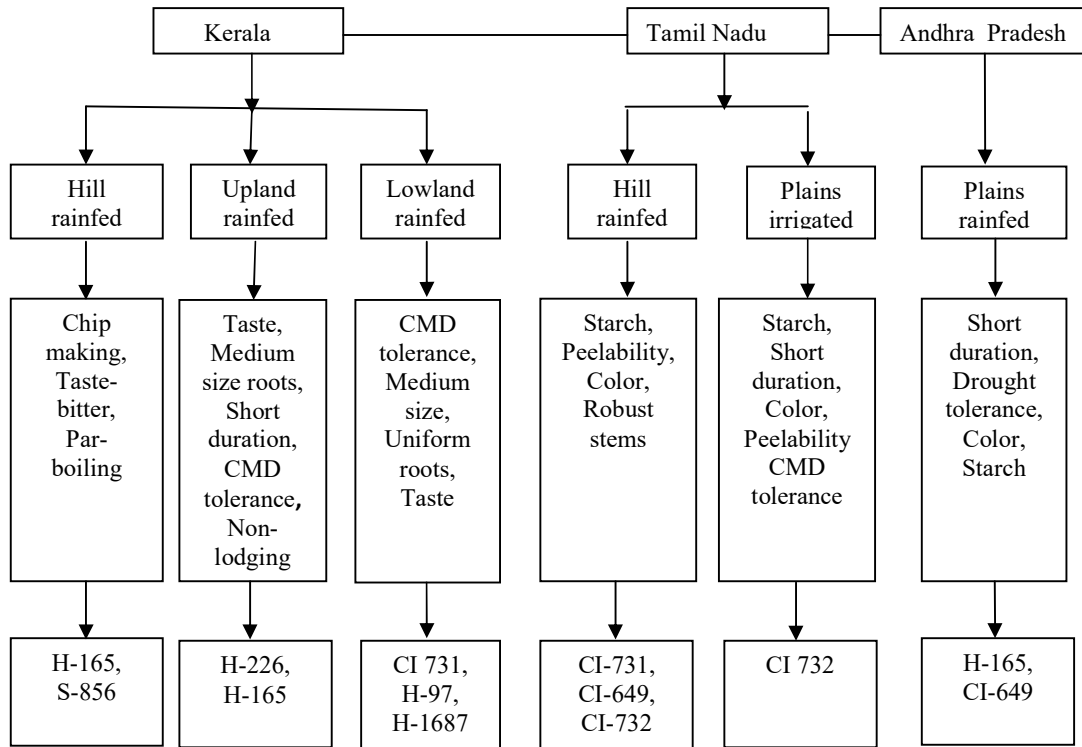 Kerala
Tamil Nadu
Andhra Pradesh
Hill
rainfed
Upland
rainfed
Lowland
rainfed
Hill
rainfed
Plains
irrigated
Plains
rainfed
Chip
making,
Taste-
bitter,
Par-
boiling
Taste,
Medium
size roots,
Short
duration,
CMD
tolerance,
Non-
lodging
CMD
tolerance,
Medium
size,
Uniform
roots,
Taste
Starch,
Peelability,
Color,
Robust
stems
Starch,
Short
duration,
Color,
Peelability
CMD
tolerance
Short
duration,
Drought
tolerance,
Color,
Starch
H-165,
S-856
H-226,
H-165
CI 731,
H-97,
H-1687
CI-731,
CI-649,
CI-732
CI 732
H-165,
CI-649